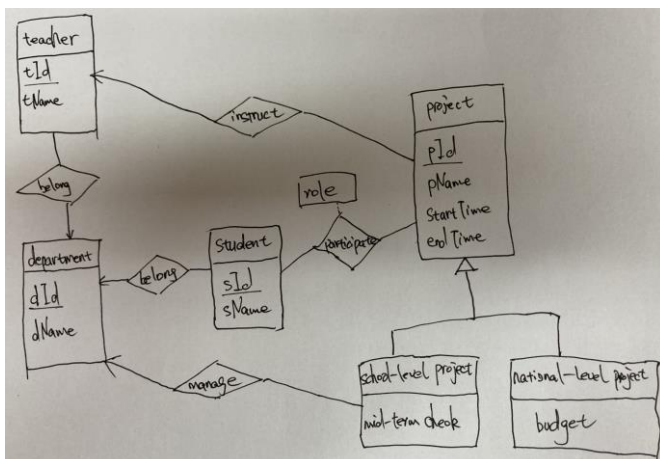 teacher
tId
tName
instruct
project
pId
pName
StartTime
endTime
belong
role
participate
department
dId
dName
belong
Student
sId
sName
manage
school-level project
mid-term check
national-level project
budget